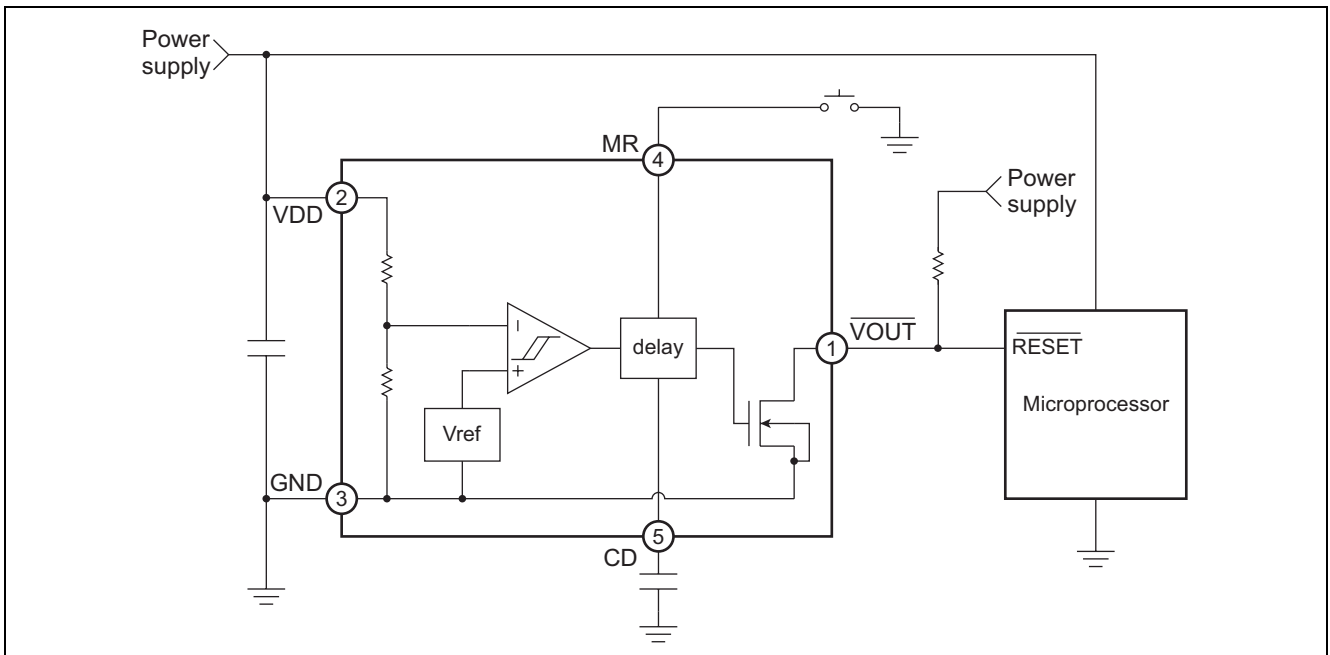 Power
supply
MR
4
2
VDD
Power
supply
VOUT
1
delay
RESET
Microprocessor
Vref
GND
3
5
CD